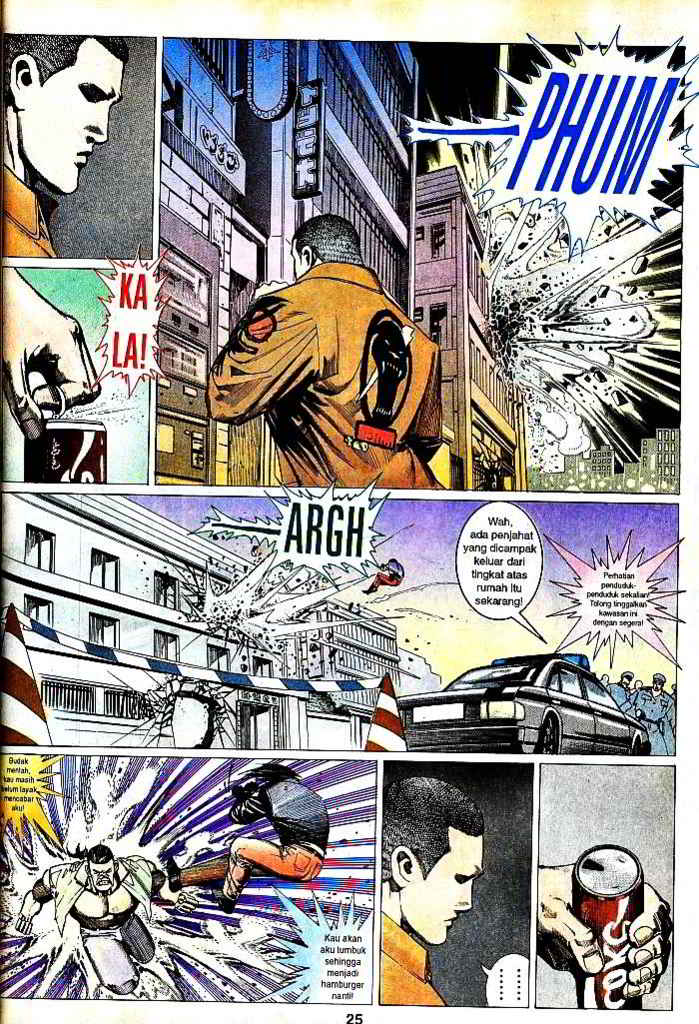 PHUM
KA
LA!
ARGH
Wah,
ada penjahat
yang dicampak
keluar dari
tingkat atas
rumah itu
sekarang!
Perhatian
penduduk-
penduduk sekalian!
Tolong tinggalkan
kawasan ini
dengan segera!
Budak
mentah,
kau masih
belum layak
mencabar
aku!
Kau akan
aku tumbuk
sehingga
menjadi
hamburger
nanti!
25